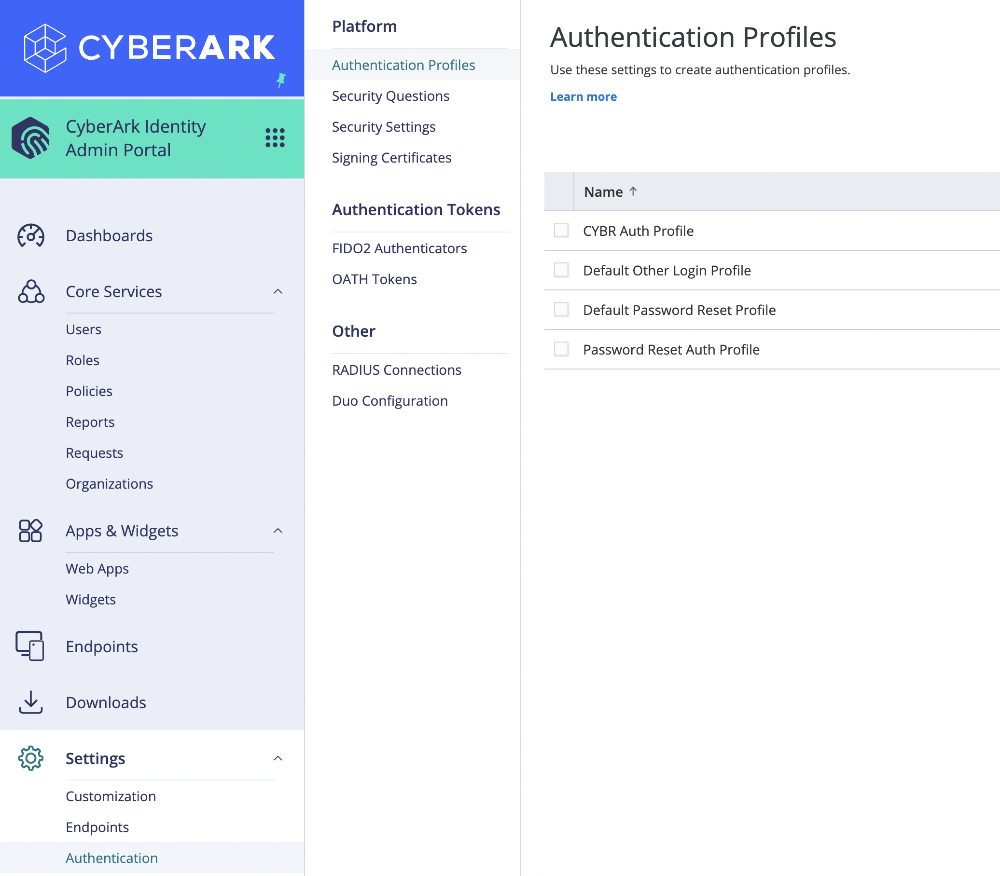 CYBERARK
CyberArk Identity
Admin Portal
Dashboards
Core Services
Users
Roles
Policies
Reports
Requests
Organizations
Apps & Widgets
Web Apps
Widgets
Endpoints
Downloads
Settings
Customization
Endpoints
Authentication
Platform
Authentication Profiles
Security Questions
Security Settings
Signing Certificates
Authentication Tokens
FIDO2 Authenticators
OATH Tokens
Other
RADIUS Connections
Duo Configuration
Authentication Profiles
Use these settings to create authentication profiles.
Learn more
Name ↑
CYBR Auth Profile
Default Other Login Profile
Default Password Reset Profile
Password Reset Auth Profile